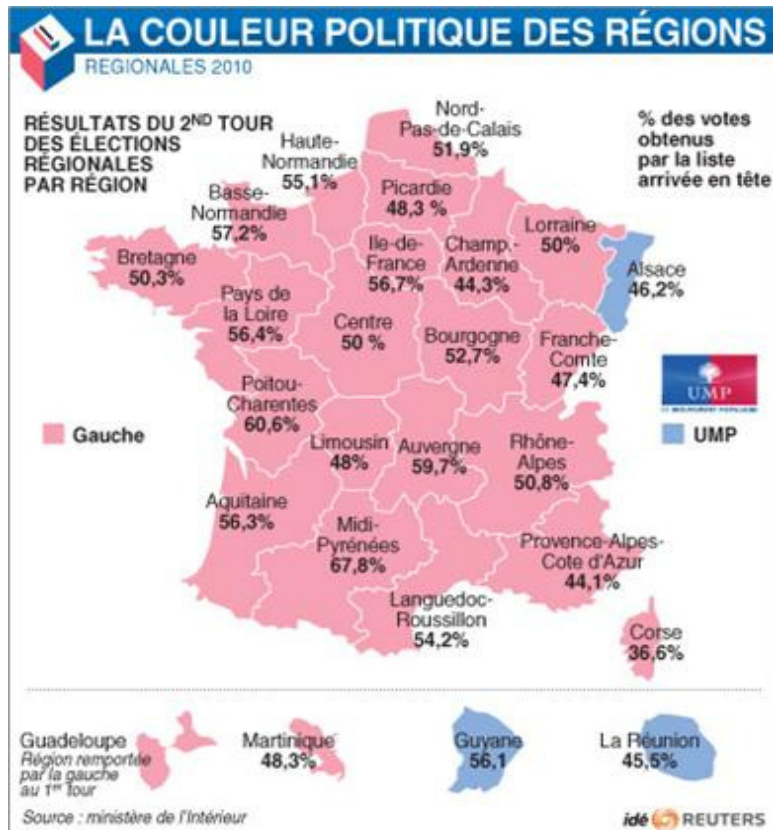 LA COULEUR POLITIQUE DES RÉGIONS
REGIONALES 2010
RÉSULTATS DU 2ND TOUR
DES ÉLECTIONS
RÉGIONALES
PAR RÉGION
% des votes
obtenus
par la liste
arrivée en tête
Nord-
Pas-de-Calais
51,9%
Haute-
Normandie
55,1%
Picardie
48,3 %
Basse-
Normandie
57,2%
Lorraine
50%
Ile-de-
France
56,7%
Champ.-
Ardenne
44,3%
Alsace
46,2%
Bretagne
50,3%
Pays de
la Loire
56,4%
Centre
50 %
Bourgogne
52,7%
Franche-
Comte
47,4%
UMP
Poitou-
Charentes
60,6%
Gauche
UMP
Limousin
48%
Auvergne
59,7%
Rhône-
Alpes
50,8%
Aquitaine
56,3%
Midi-
Pyrénées
67,8%
Provence-Alpes-
Cote d'Azur
44,1%
Languedoc-
Roussillon
54,2%
Corse
36,6%
Guadeloupe
Région remportée
par la gauche
au 1er tour
Martinique
48,3%
Guyane
56,1
La Réunion
45,5%
Source : ministère de l'Intérieur
idé REUTERS